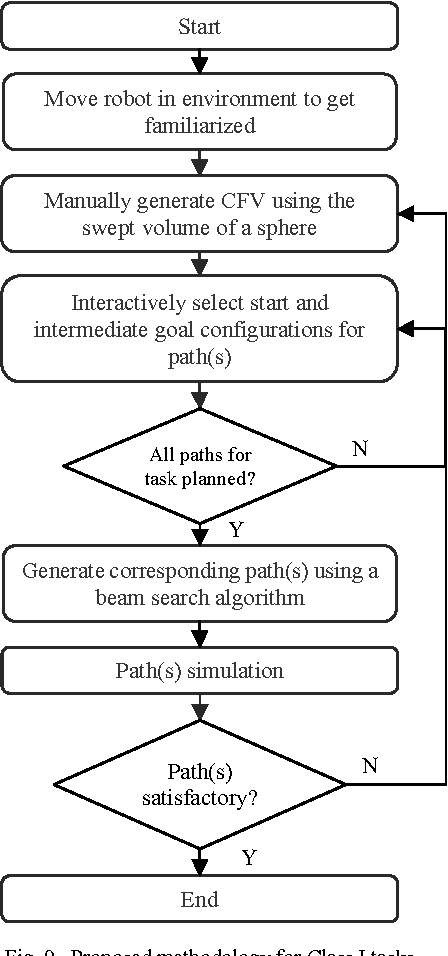 Start
Move robot in environment to get
familiarized
Manually generate CFV using the
swept volume of a sphere
Interactively select start and
intermediate goal configurations for
path(s)
All paths for
task planned?
N
Y
Generate corresponding path(s) using a
beam search algorithm
Path(s) simulation
Path(s)
satisfactory?
N
Y
End
Fig. 9. Proposed methodology for Class I tasks